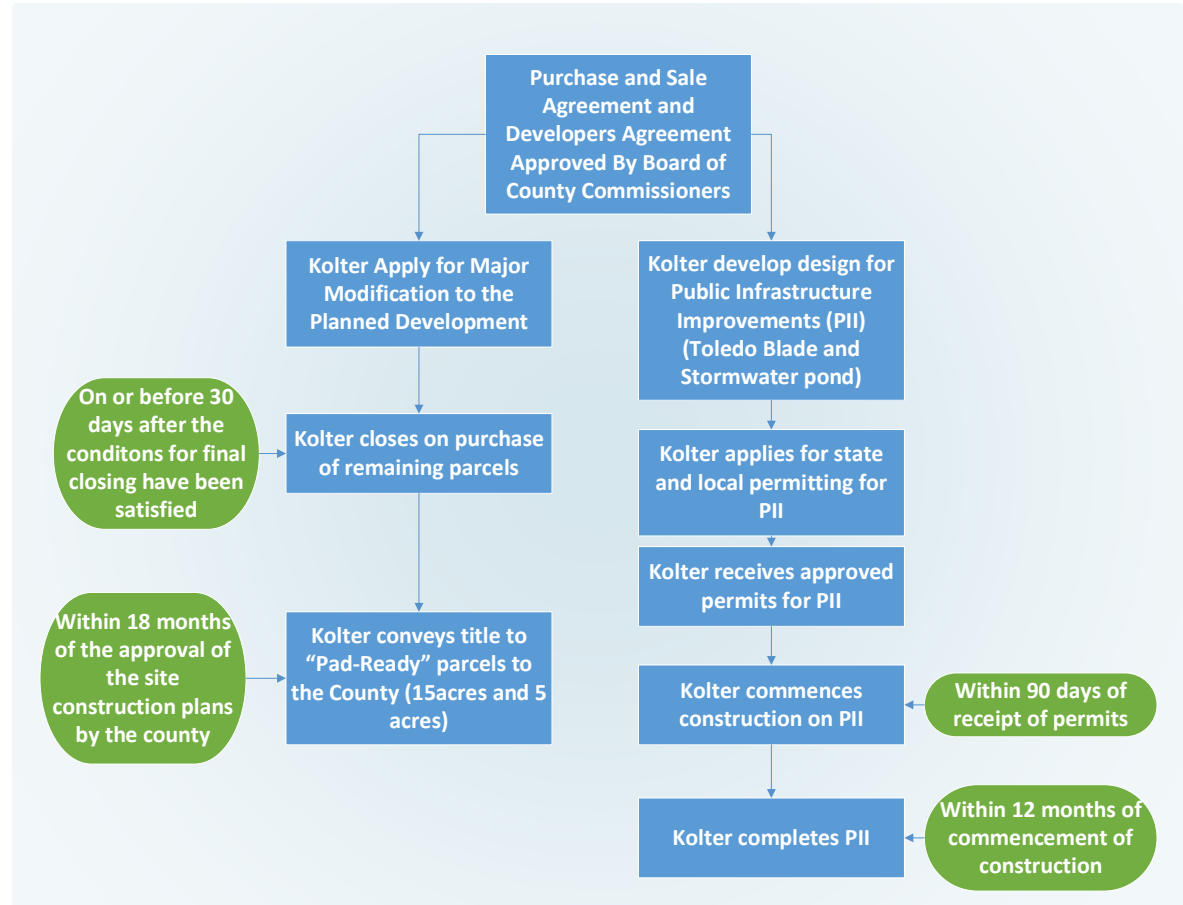 Purchase and Sale
Agreement and
Developers Agreement
Approved By Board of
County Commissioners
Kolter Apply for Major
Modification to the
Planned Development
Kolter develop design for
Public Infrastructure
Improvements (PII)
(Toledo Blade and
Stormwater pond)
On or before 30
days after the
conditons for final
closing have been
satisfied
Kolter closes on purchase
of remaining parcels
Kolter applies for state
and local permitting for
PII
Kolter receives approved
permits for PII
Within 18 months
of the approval of
the site
construction plans
by the county
Kolter conveys title to
“Pad-Ready” parcels to
the County (15acres and 5
acres)
Kolter commences
construction on PII
Within 90 days of
receipt of permits
Kolter completes PII
Within 12 months of
commencement of
construction